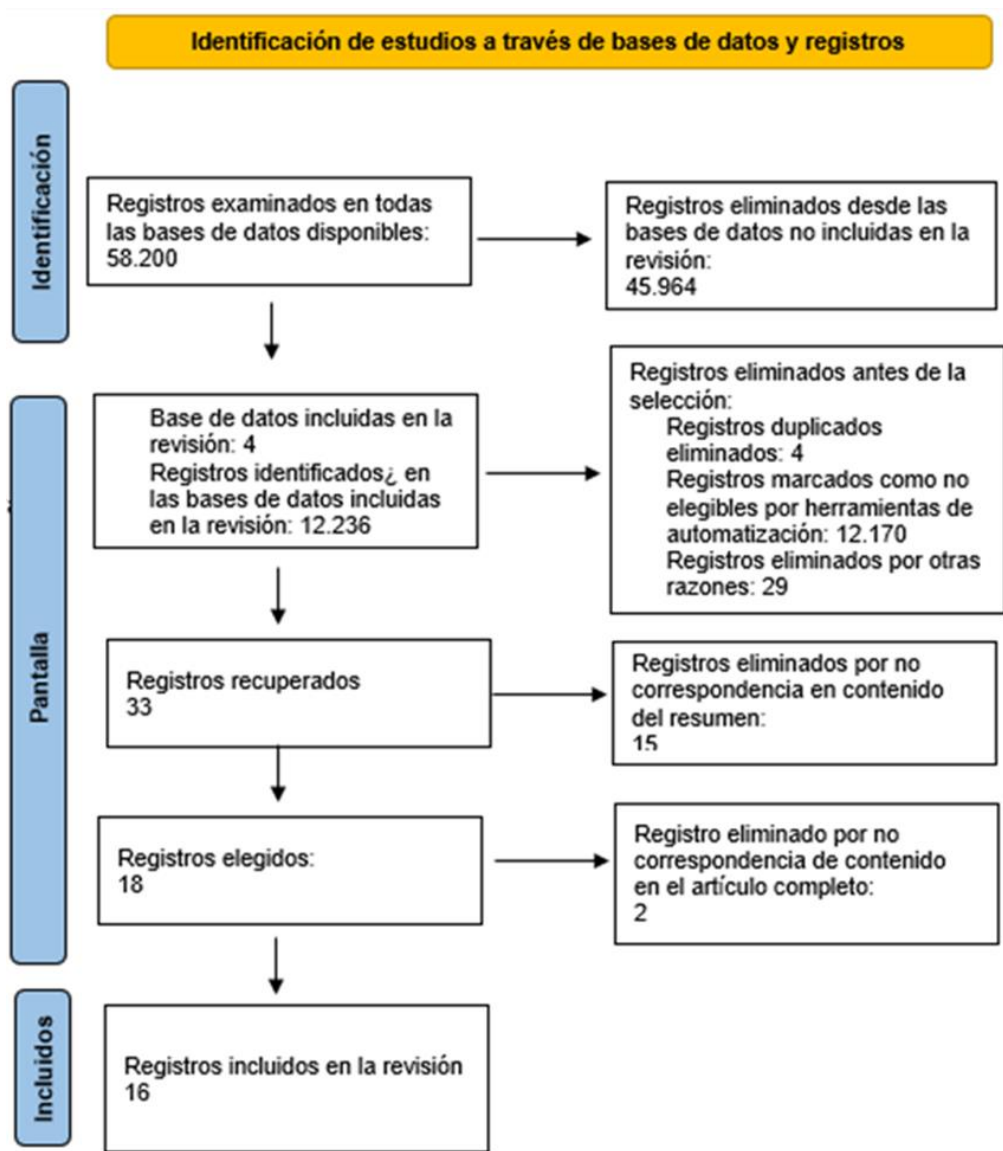 Identificación de estudios a través de bases de datos y registros
Identificación
Registros examinados en todas
las bases de datos disponibles:
58.200
Registros eliminados desde las
bases de datos no incluidas en la
revisión:
45.964
Pantalla
Base de datos incluidas en la
revisión: 4
Registros identificados¿ en
las bases de datos incluidas
en la revisión: 12.236
Registros eliminados antes de la
selección:
Registros duplicados
eliminados: 4
Registros marcados como no
elegibles por herramientas de
automatización: 12.170
Registros eliminados por otras
razones: 29
Registros recuperados
33
Registros eliminados por no
correspondencia en contenido
del resumen:
15
Registros elegidos:
18
Registro eliminado por no
correspondencia de contenido
en el artículo completo:
2
Incluidos
Registros incluidos en la revisión
16